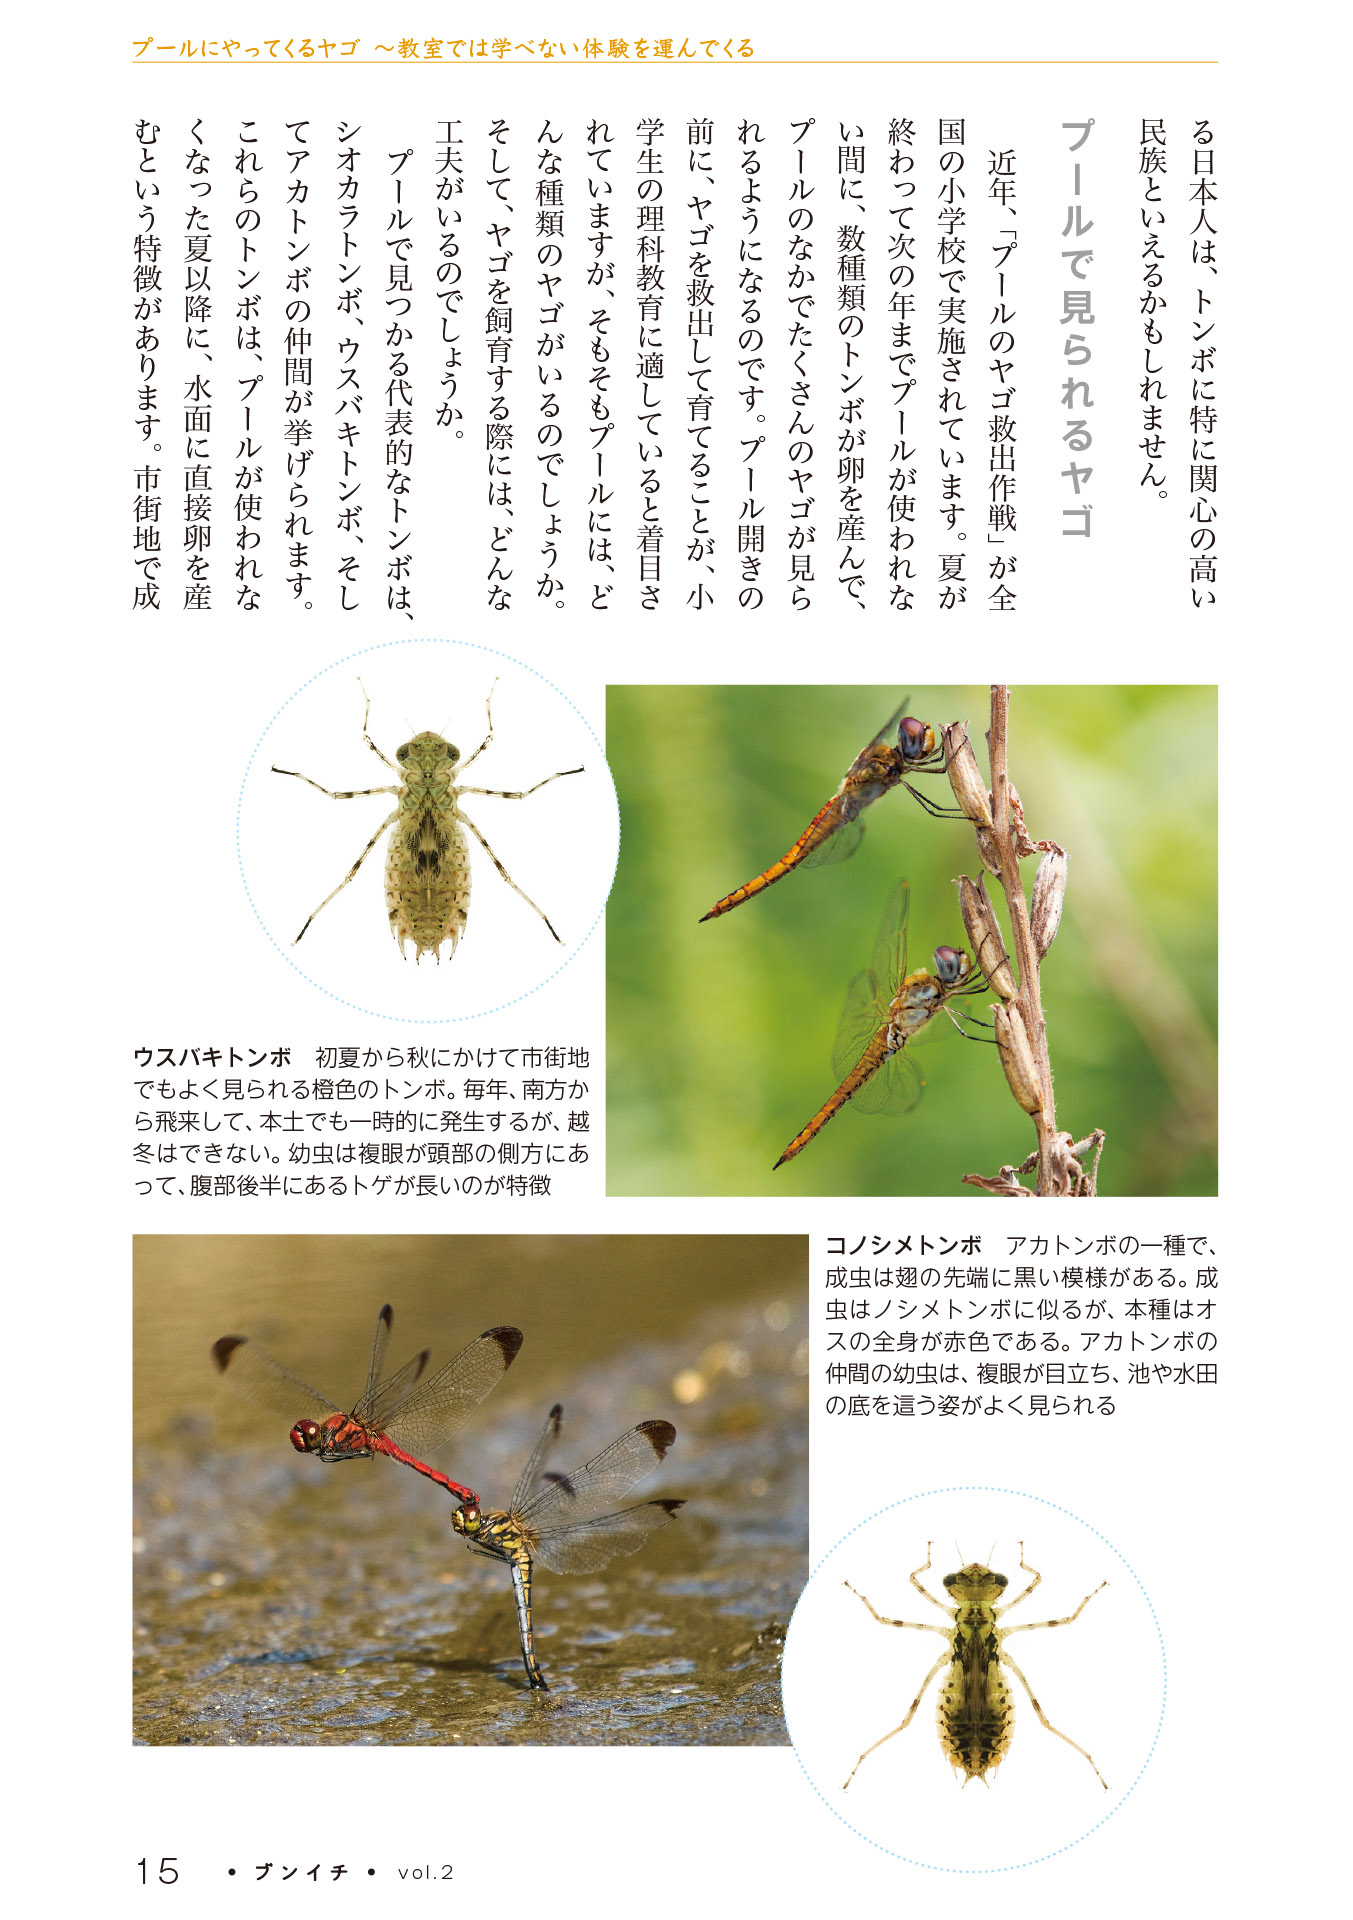 プールにやってくるヤゴ ～教室では学べない体験を運んでくる
る日本人は、トンボに特に関心の高い
民族といえるかもしれません。
プールで見られるヤゴ
近年、「プールのヤゴ救出作戦」が全
国の小学校で実施されています。夏が
終わって次の年までプールが使われな
い間に、数種類のトンボが卵を産んで、
プールのなかでたくさんのヤゴが見ら
れるようになるのです。プール開きの
前に、ヤゴを救出して育てることが、小
学生の理科教育に適していると着目さ
れていますが、そもそもプールには、ど
んな種類のヤゴがいるのでしょうか。
そして、ヤゴを飼育する際には、どんな
工夫がいるのでしょうか。
プールで見つかる代表的なトンボは、
シオカラトンボ、ウスバキトンボ、そし
てアカトンボの仲間が挙げられます。
これらのトンボは、プールが使われな
くなった夏以降に、水面に直接卵を産
むという特徴があります。市街地で成
ウスバキトンボ　初夏から秋にかけて市街地
でもよく見られる橙色のトンボ。毎年、南方か
ら飛来して、本土でも一時的に発生するが、越
冬はできない。幼虫は複眼が頭部の側方にあ
って、腹部後半にあるトゲが長いのが特徴
コノシメトンボ　アカトンボの一種で、
成虫は翅の先端に黒い模様がある。成
虫はノシメトンボに似るが、本種はオ
スの全身が赤色である。アカトンボの
仲間の幼虫は、複眼が目立ち、池や水田
の底を這う姿がよく見られる
15 • ブンイチ • vol.2